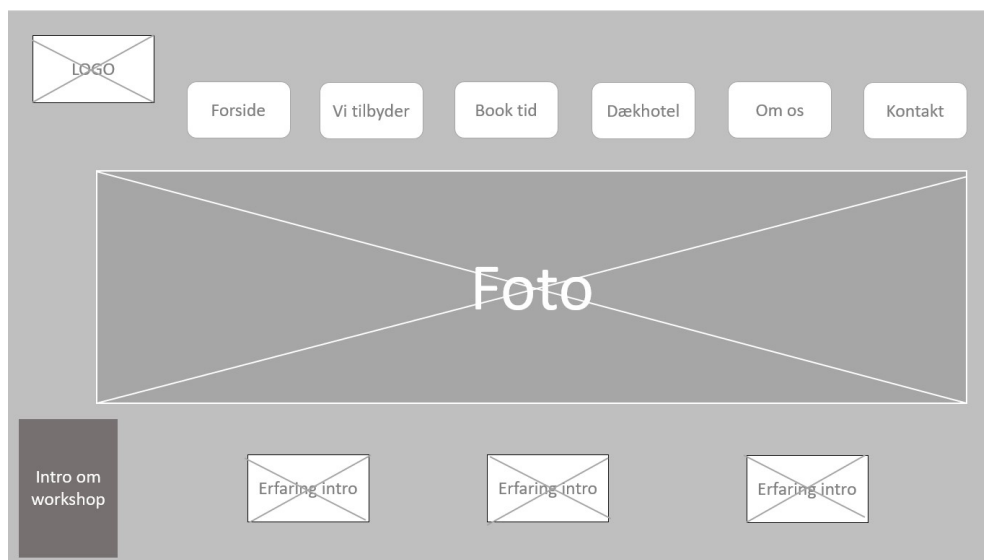 LOGO
Forside
Vi tilbyder
Book tid
Dækhotel
Om os
Kontakt
Foto
Intro om
workshop
Erfaring intro
Erfaring intro
Erfaring intro